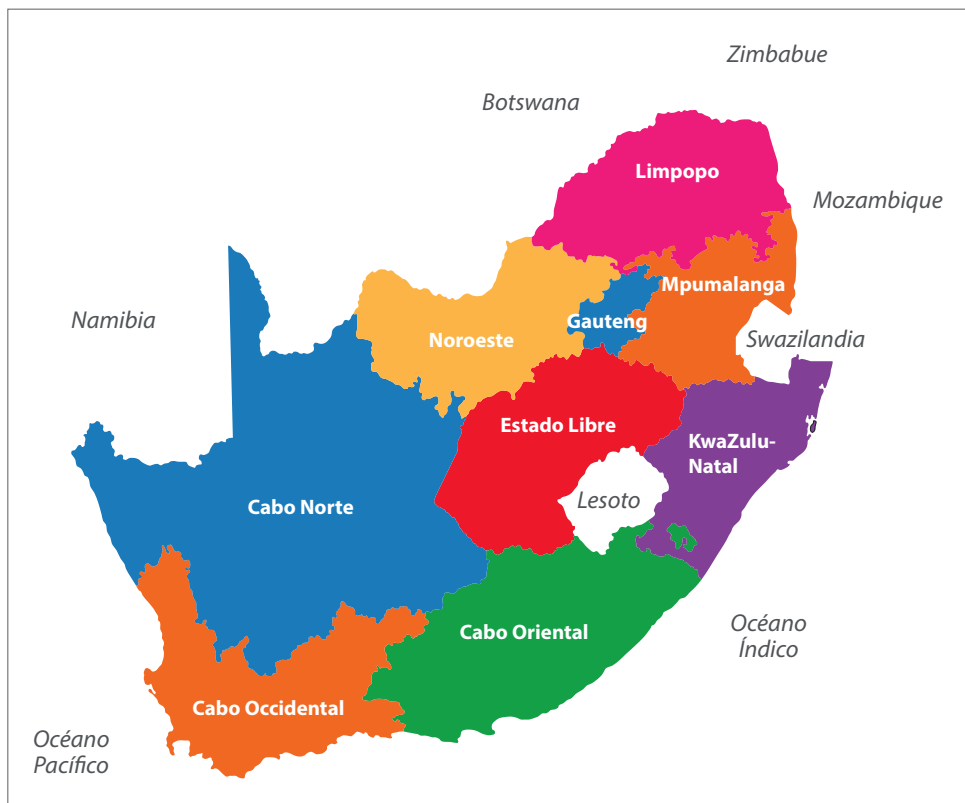 Zimbabue
Botswana
Limpopo
Mozambique
Mpumalanga
Namibia
Gauteng
Noroeste
Swazilandia
Estado Libre
KwaZulu-
Natal
Lesoto
Cabo Norte
Cabo Oriental
Océano
Índico
Cabo Occidental
Océano
Pacífico